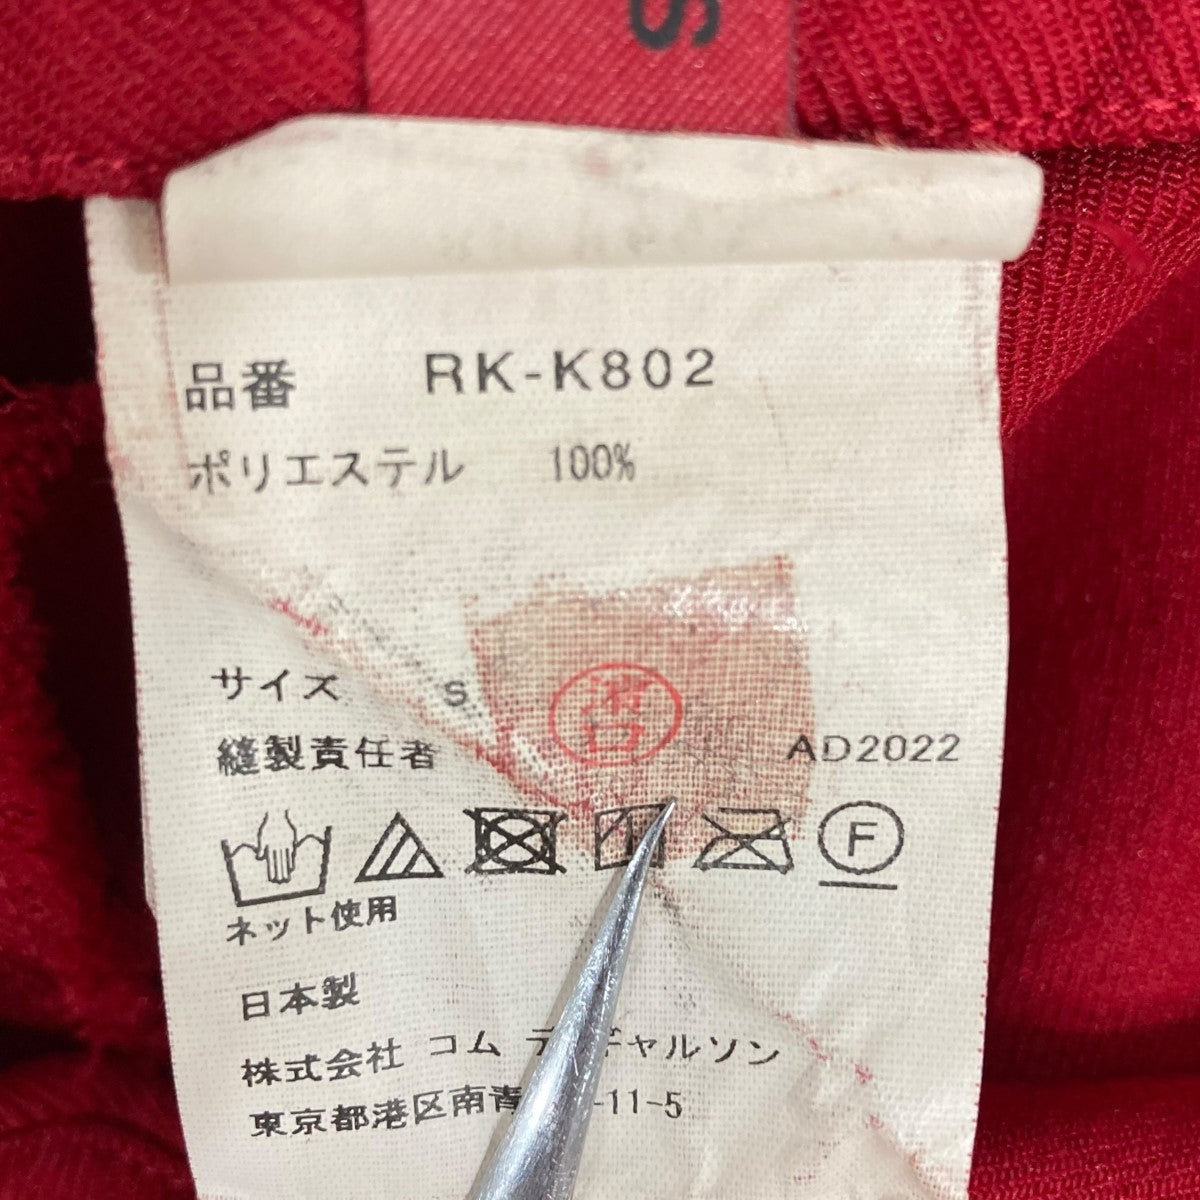 S
品番 RK-K802
ポリエステル 100%
サイズ S
縫製責任者 溝口 AD2022
F
ネット使用
日本製
株式会社 コム デ ギャルソン
東京都港区南青 -11-5